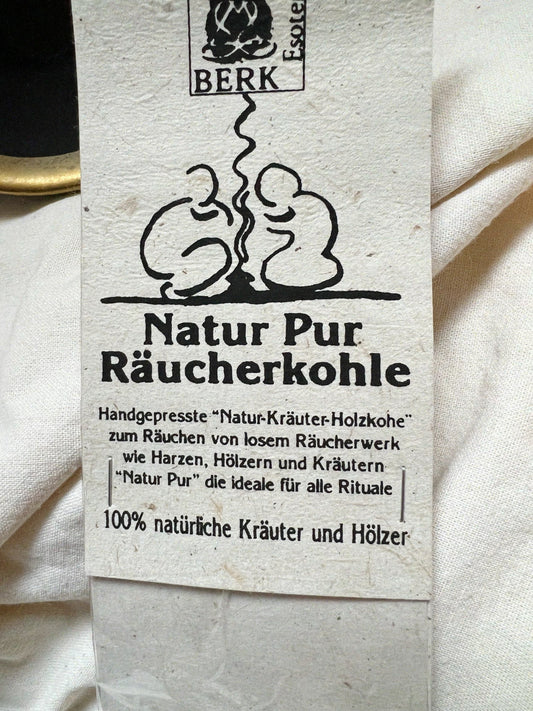 BERK
Esoter
Natur Pur
Räucherkohle
Handgepresste "Natur-Kräuter-Holzkohe"
zum Räuchen von losem Räucherwerk
wie Harzen, Hölzern und Kräutern
"Natur Pur" die ideale für alle Rituale
100% natürliche Kräuter und Hölzer